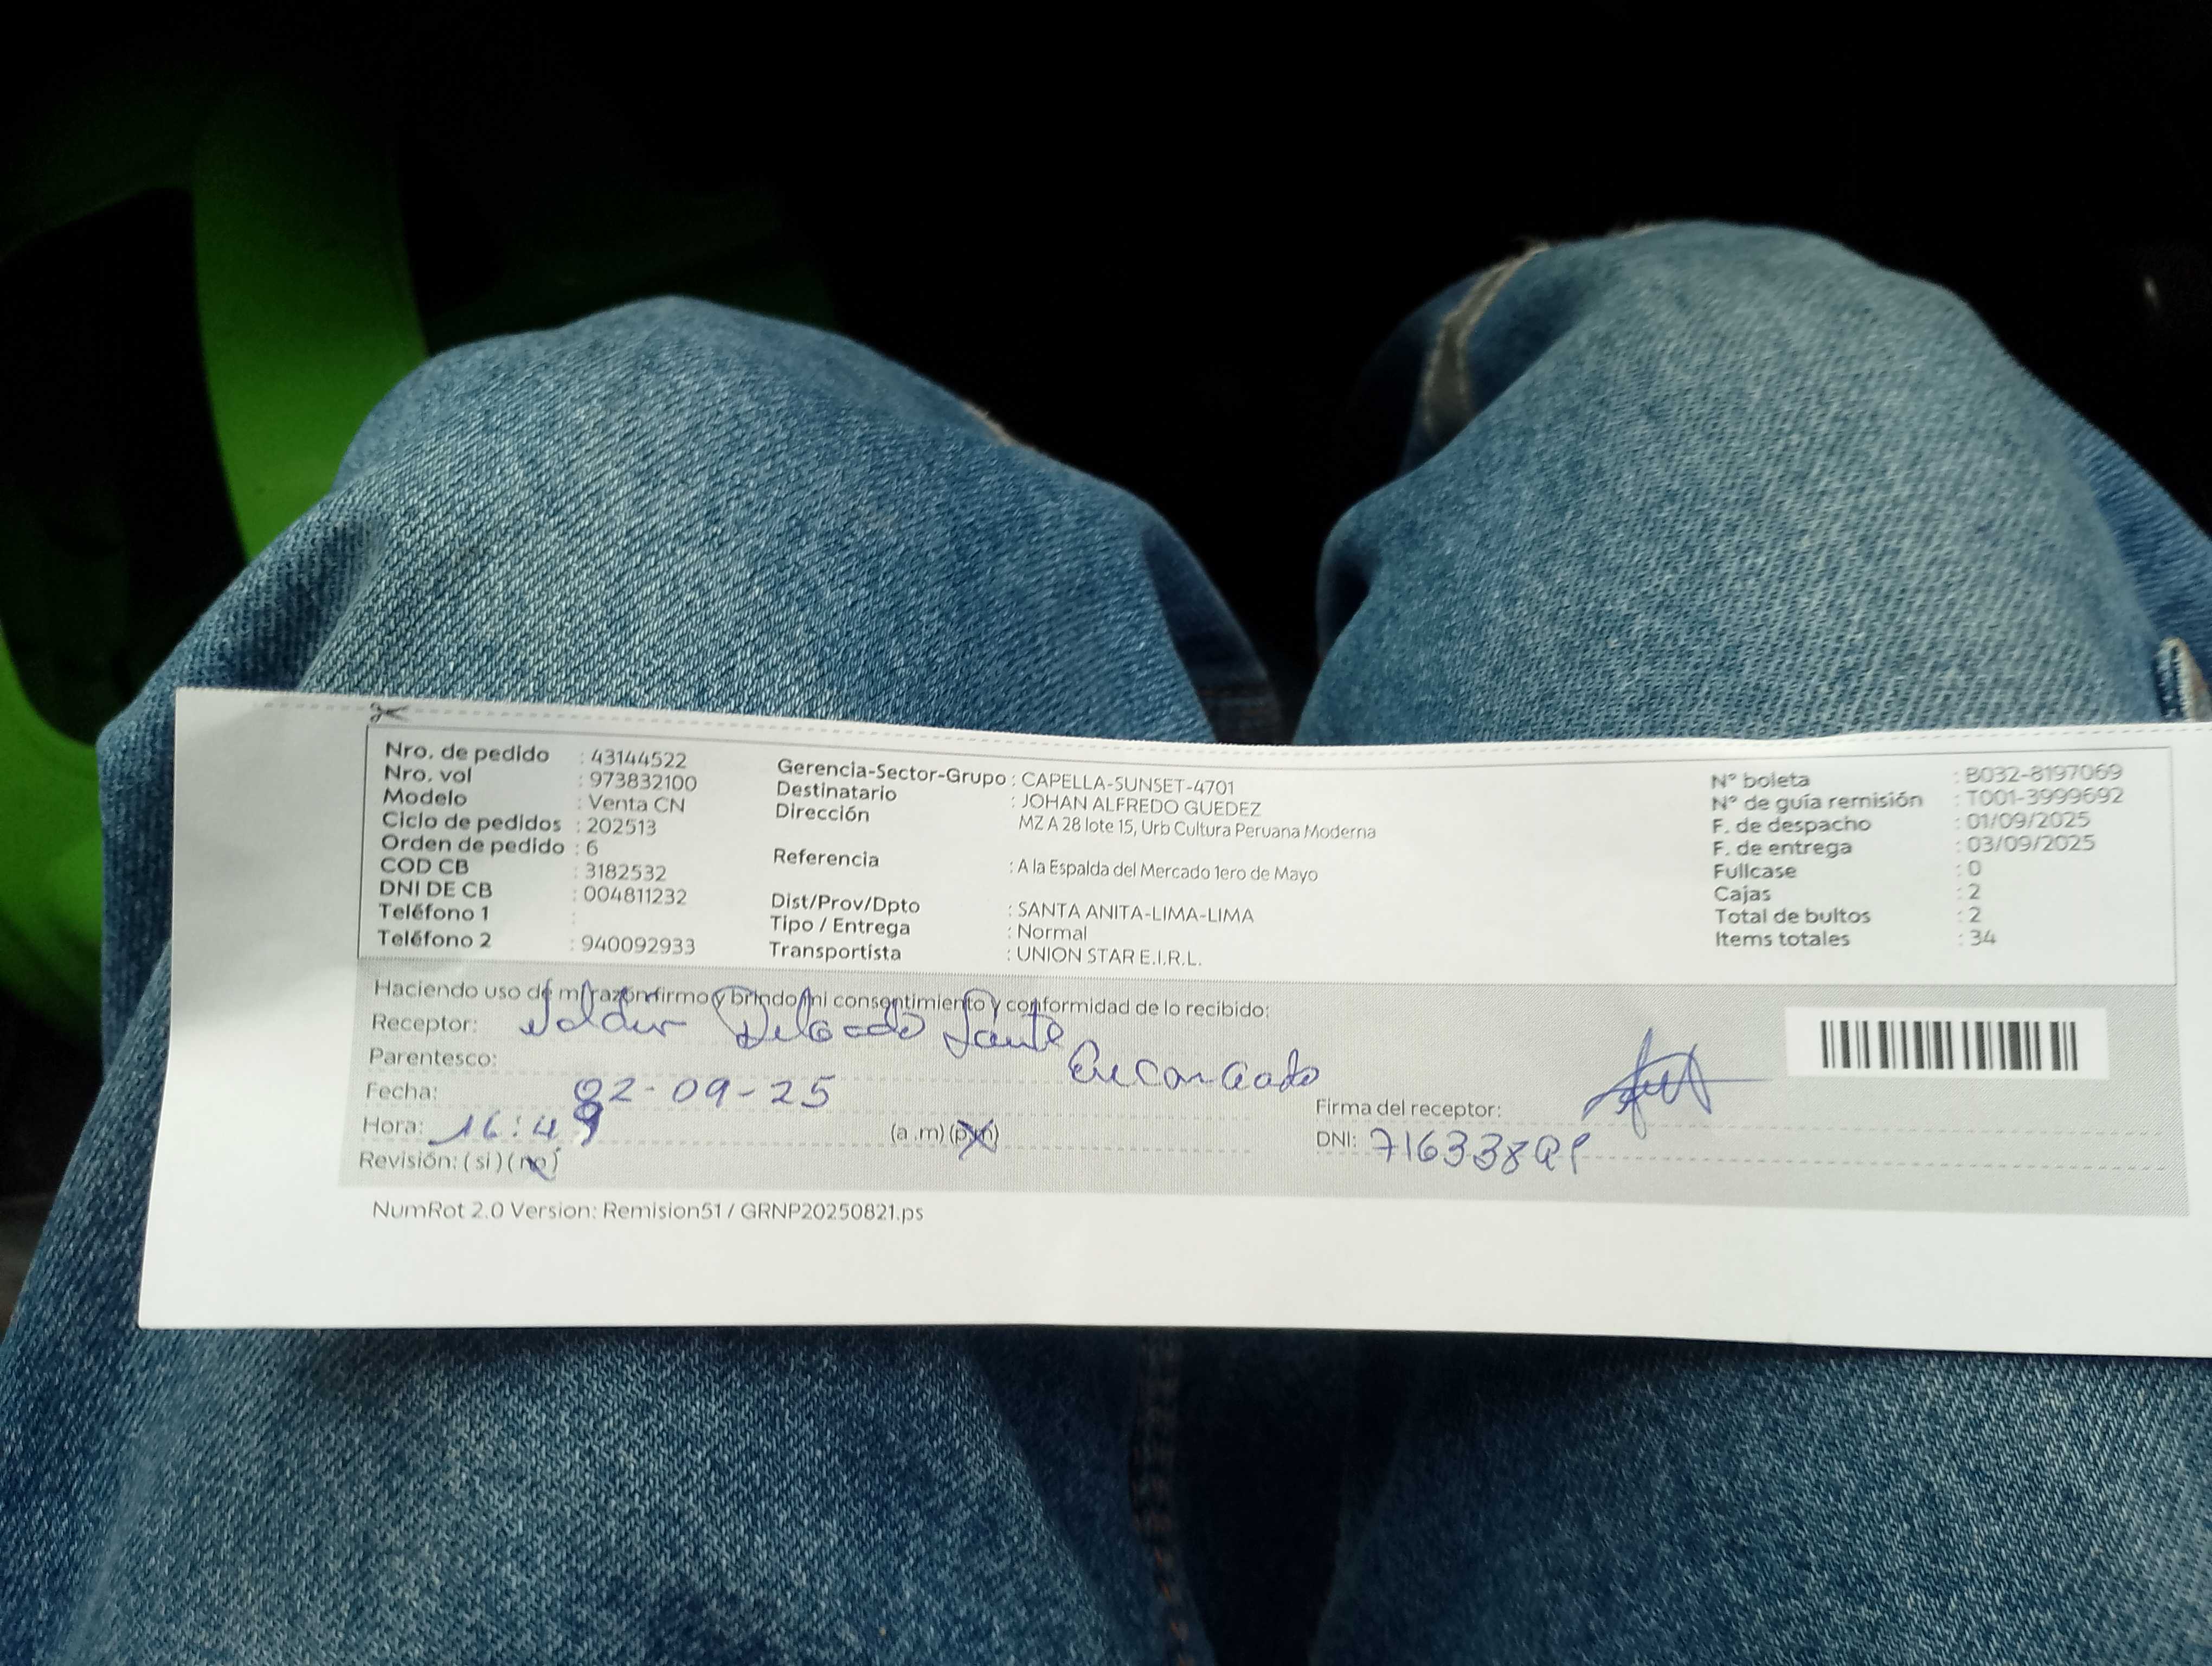 Nro. de pedido : 43144522
Nro. vol : 973832100
Modelo : Venta CN
Ciclo de pedidos : 202513
Orden de pedido : 6
COD CB : 3182532
DNI DE CB : 004811232
Teléfono 1 :
Teléfono 2 : 940092933
Gerencia-Sector-Grupo : CAPELLA-SUNSET-4701
Destinatario : JOHAN ALFREDO GUEDEZ
Dirección MZ A 28 lote 15, Urb Cultura Peruana Moderna
Referencia : A la Espalda del Mercado 1ero de Mayo
Dist/Prov/Dpto : SANTA ANITA-LIMA-LIMA
Tipo / Entrega : Normal
Transportista : UNION STAR E.I.R.L.
N° boleta : B032-8197069
N° de guía remisión : T001-3999692
F. de despacho : 01/09/2025
F. de entrega : 03/09/2025
Fullcase : 0
Cajas : 2
Total de bultos : 2
Items totales : 34
Haciendo uso de mi razón firmo y brindo mi consentimiento y conformidad de lo recibido:
Receptor: Delgado
Parentesco: Encargado
Fecha: 02-09-25
Hora: 16:49 (a .m) (p.m)
Revisión: ( si ) ( no )
Firma del receptor:
DNI:
NumRot 2.0 Version: Remision51 / GRNP20250821.ps